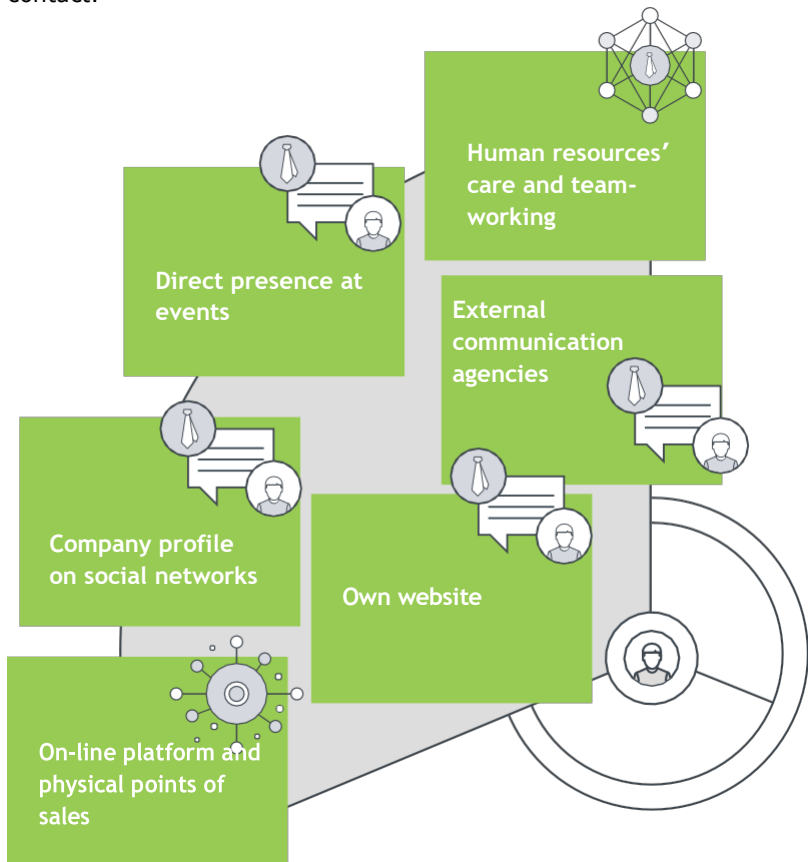 contact.
Human resources’
care and team-
working
Direct presence at
events
External
communication
agencies
Company profile
on social networks
Own website
On-line platform and
physical points of
sales